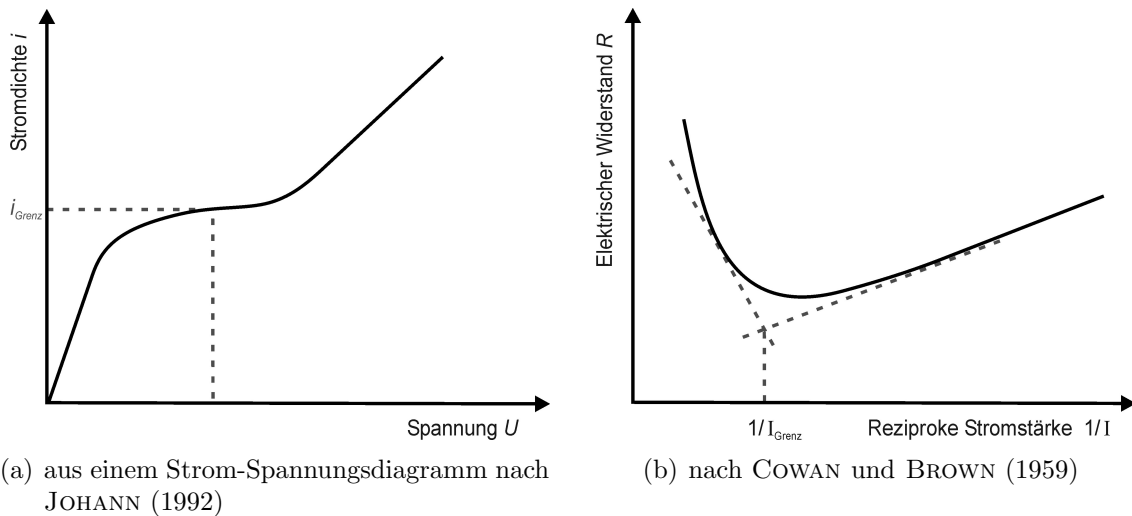 Stromdichte i
i_Grenz
Spannung U
(a) aus einem Strom-Spannungsdiagramm nach
JOHANN (1992)
Elektrischer Widerstand R
1/I_Grenz
Reziproke Stromstärke 1/I
(b) nach COWAN und BROWN (1959)